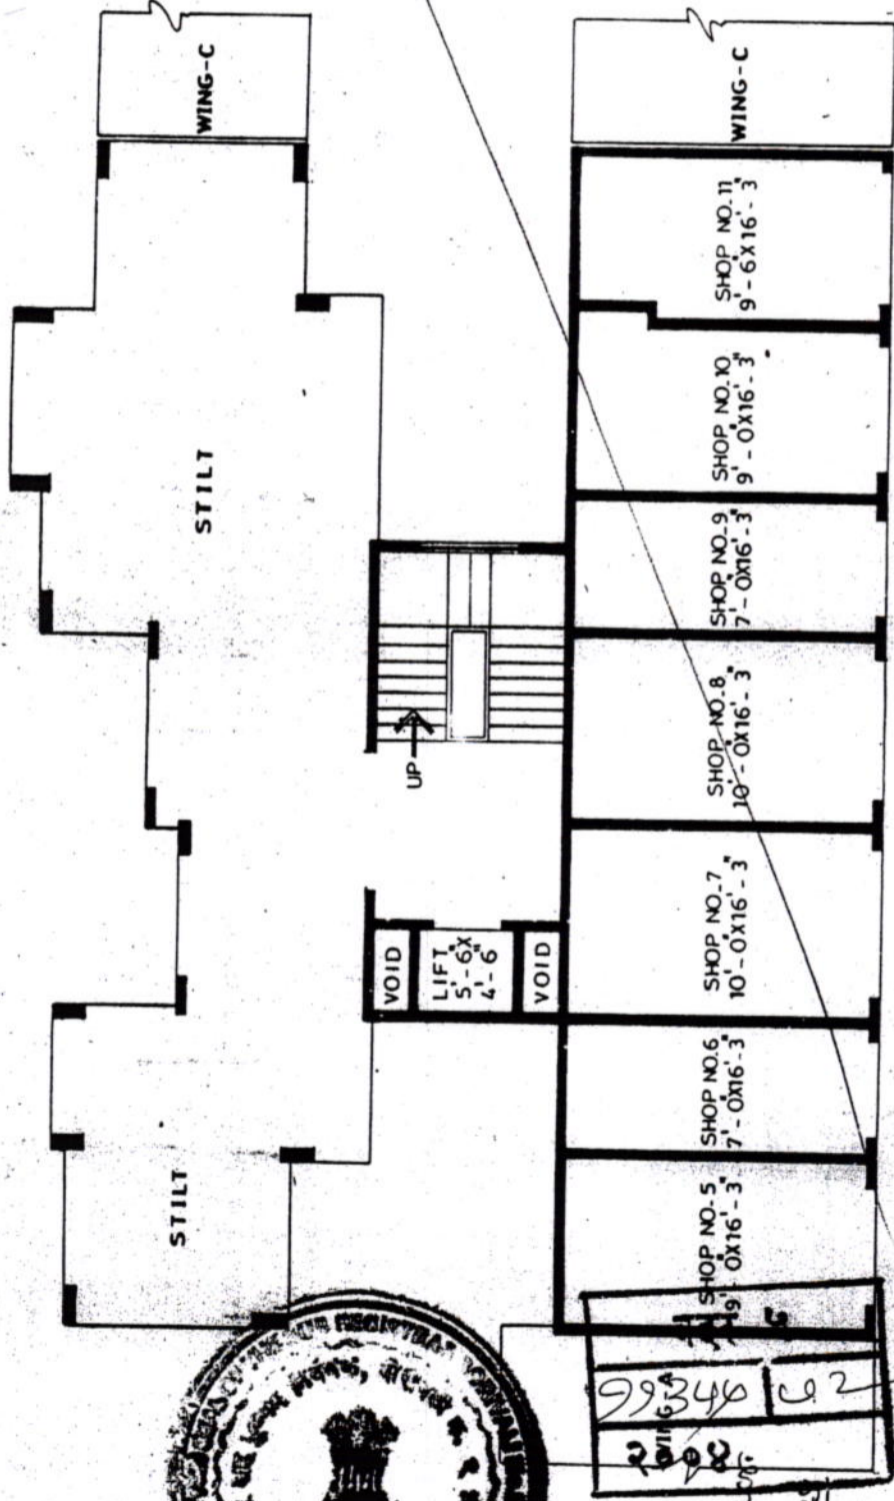 WING-C
WING-C
STILT
STILT
UP
VOID
LIFT
5'-6"X
4'-6"
VOID
SHOP NO.11
9'-6"X16'-3"
SHOP NO.10
9'-0"X16'-3"
SHOP NO.9
7'-0"X16'-3"
SHOP NO.8
10'-0"X16'-3"
SHOP NO.7
10'-0"X16'-3"
SHOP NO.6
7'-0"X16'-3"
SHOP NO.5
9'-0"X16'-3"
WING-A